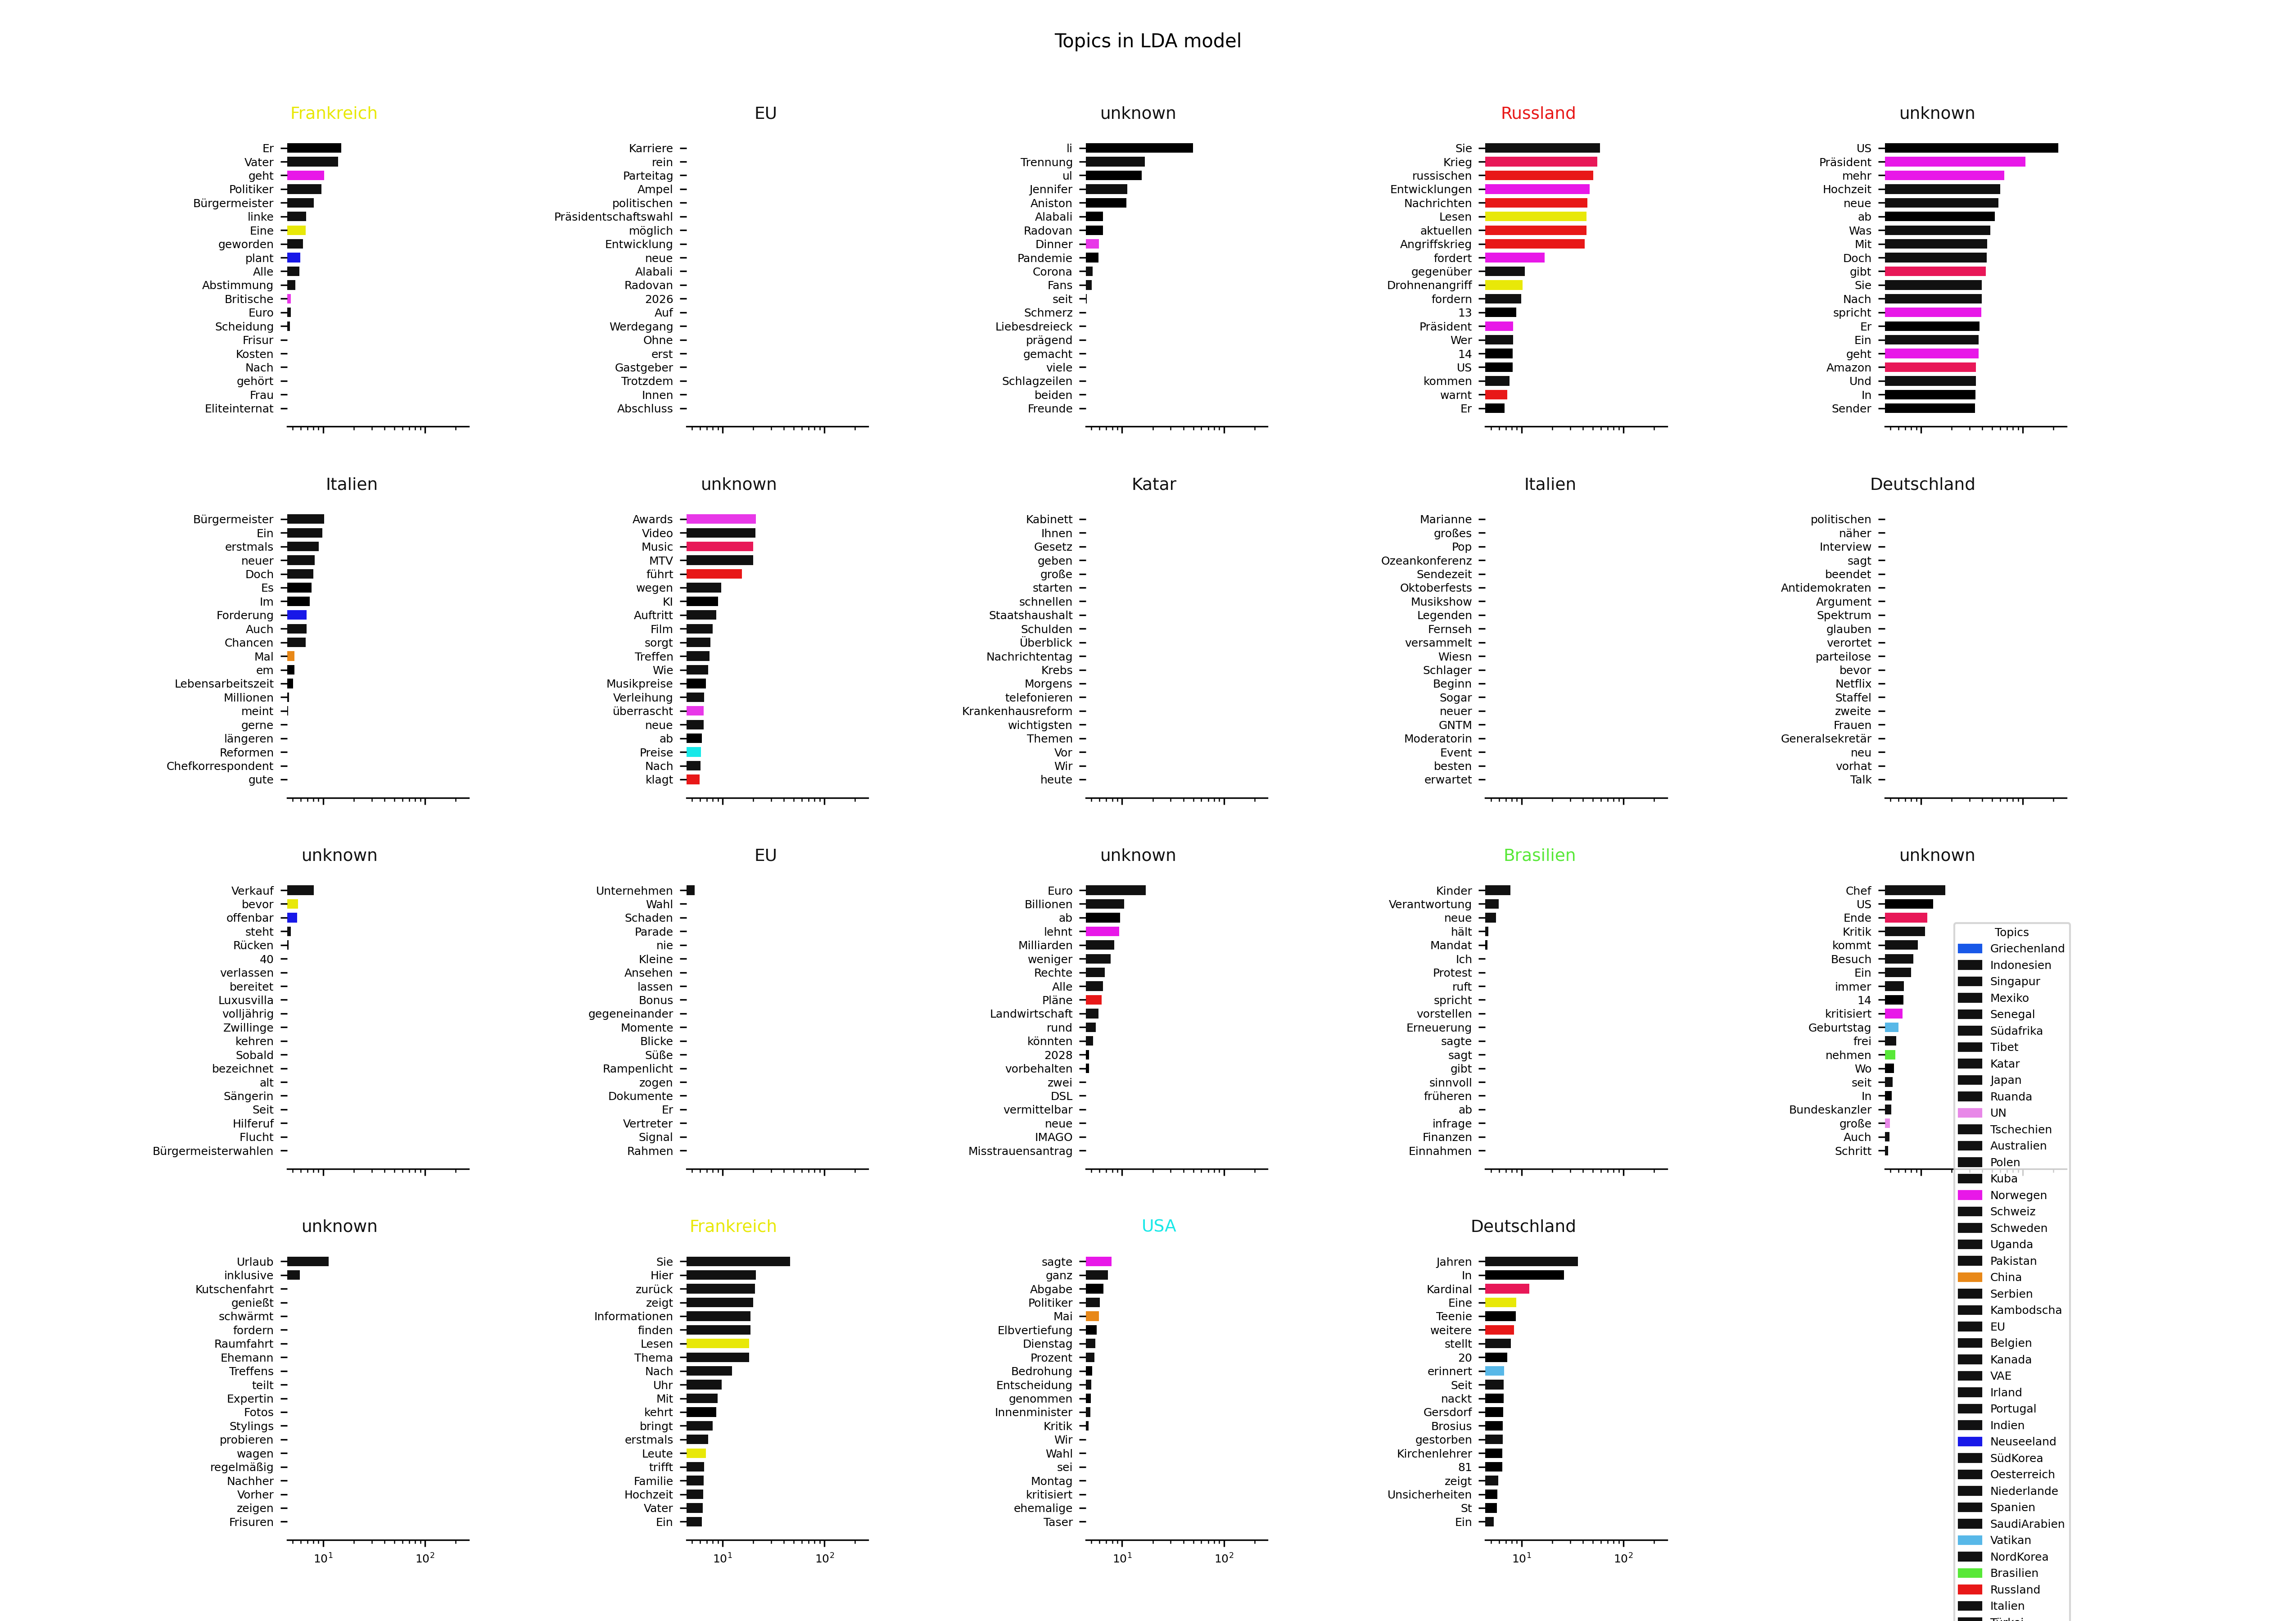 Topics in LDA model
Frankreich
Er
Vater
geht
Politiker
Bürgermeister
linke
Eine
geworden
plant
Alle
Abstimmung
Britische
Euro
Scheidung
Frisur
Kosten
Nach
gehört
Frau
Eliteinternat
EU
Karriere
rein
Parteitag
Ampel
politischen
Präsidentschaftswahl
möglich
Entwicklung
neue
Alabali
Radovan
2026
Auf
Werdegang
Ohne
erst
Gastgeber
Trotzdem
Innen
Abschluss
unknown
li
Trennung
ul
Jennifer
Aniston
Alabali
Radovan
Dinner
Pandemie
Corona
Fans
seit
Schmerz
Liebesdreieck
prägend
gemacht
viele
Schlagzeilen
beiden
Freunde
Russland
Sie
Krieg
russischen
Entwicklungen
Nachrichten
Lesen
aktuellen
Angriffskrieg
fordert
gegenüber
Drohnenangriff
fordern
13
Präsident
Wer
14
US
kommen
warnt
Er
unknown
US
Präsident
mehr
Hochzeit
neue
ab
Was
Mit
Doch
gibt
Sie
Nach
spricht
Er
Ein
geht
Amazon
Und
In
Sender
Italien
Bürgermeister
Ein
erstmals
neuer
Doch
Es
Im
Forderung
Auch
Chancen
Mal
em
Lebensarbeitszeit
Millionen
meint
gerne
längeren
Reformen
Chefkorrespondent
gute
unknown
Awards
Video
Music
MTV
führt
wegen
KI
Auftritt
Film
sorgt
Treffen
Wie
Musikpreise
Verleihung
überrascht
neue
ab
Preise
Nach
klagt
Katar
Kabinett
Ihnen
Gesetz
geben
große
starten
schnellen
Staatshaushalt
Schulden
Überblick
Nachrichtentag
Krebs
Morgens
telefonieren
Krankenhausreform
wichtigsten
Themen
Vor
Wir
heute
Italien
Marianne
großes
Pop
Ozeankonferenz
Sendezeit
Oktoberfests
Musikshow
Legenden
Fernseh
versammelt
Wiesn
Schlager
Beginn
Sogar
neuer
GNTM
Moderatorin
Event
besten
erwartet
Deutschland
politischen
näher
Interview
sagt
beendet
Antidemokraten
Argument
Spektrum
glauben
verortet
parteilose
bevor
Netflix
Staffel
zweite
Frauen
Generalsekretär
neu
vorhat
Talk
unknown
Verkauf
bevor
offenbar
steht
Rücken
40
verlassen
bereitet
Luxusvilla
volljährig
Zwillinge
kehren
Sobald
bezeichnet
alt
Sängerin
Seit
Hilferuf
Flucht
Bürgermeisterwahlen
EU
Unternehmen
Wahl
Schaden
Parade
nie
Kleine
Ansehen
lassen
Bonus
gegeneinander
Momente
Blicke
Süße
Rampenlicht
zogen
Dokumente
Er
Vertreter
Signal
Rahmen
unknown
Euro
Billionen
ab
lehnt
Milliarden
weniger
Rechte
Alle
Pläne
Landwirtschaft
rund
könnten
2028
vorbehalten
zwei
DSL
vermittelbar
neue
IMAGO
Misstrauensantrag
Brasilien
Kinder
Verantwortung
neue
hält
Mandat
Ich
Protest
ruft
spricht
vorstellen
Erneuerung
sagte
sagt
gibt
sinnvoll
früheren
ab
infrage
Finanzen
Einnahmen
unknown
Chef
US
Ende
Kritik
kommt
Besuch
Ein
immer
14
kritisiert
Geburtstag
frei
nehmen
Wo
seit
In
Bundeskanzler
große
Auch
Schritt
unknown
Urlaub
inklusive
Kutschenfahrt
genießt
schwärmt
fordern
Raumfahrt
Ehemann
Treffens
teilt
Expertin
Fotos
Stylings
probieren
wagen
regelmäßig
Nachher
Vorher
zeigen
Frisuren
10¹ 10²
Frankreich
Sie
Hier
zurück
zeigt
Informationen
finden
Lesen
Thema
Nach
Uhr
Mit
kehrt
bringt
erstmals
Leute
trifft
Familie
Hochzeit
Vater
Ein
10¹ 10²
USA
sagte
ganz
Abgabe
Politiker
Mai
Elbvertiefung
Dienstag
Prozent
Bedrohung
Entscheidung
genommen
Innenminister
Kritik
Wir
Wahl
sei
Montag
kritisiert
ehemalige
Taser
10¹ 10²
Deutschland
Jahren
In
Kardinal
Eine
Teenie
weitere
stellt
20
erinnert
Seit
nackt
Gersdorf
Brosius
gestorben
Kirchenlehrer
81
zeigt
Unsicherheiten
St
Ein
10¹ 10²
Topics
Griechenland
Indonesien
Singapur
Mexiko
Senegal
Südafrika
Tibet
Katar
Japan
Ruanda
UN
Tschechien
Australien
Polen
Kuba
Norwegen
Schweiz
Schweden
Uganda
Pakistan
China
Serbien
Kambodscha
EU
Belgien
Kanada
VAE
Irland
Portugal
Indien
Neuseeland
SüdKorea
Oesterreich
Niederlande
Spanien
SaudiArabien
Vatikan
NordKorea
Brasilien
Russland
Italien